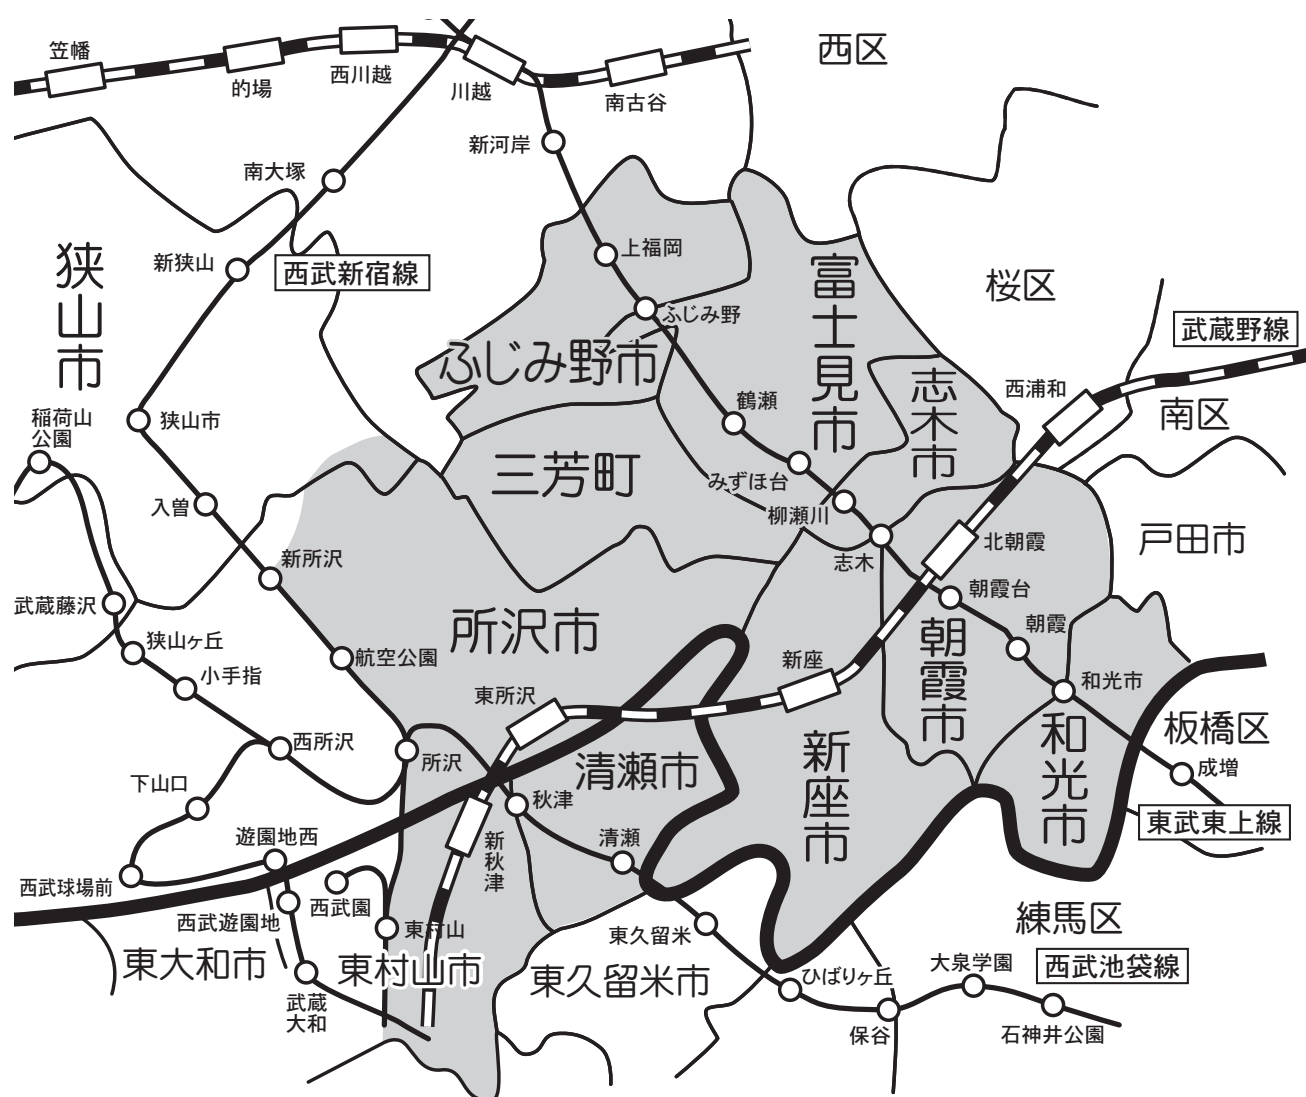 笠幡
的場
西川越
川越
南古谷
西区
新河岸
南大塚
狭山市
新狭山
西武新宿線
上福岡
富士見市
桜区
ふじみ野
武蔵野線
ふじみ野市
志木市
西浦和
南区
稲荷山
公園
狭山市
鶴瀬
三芳町
みずほ台
入曽
柳瀬川
志木
北朝霞
戸田市
新所沢
朝霞台
武蔵藤沢
所沢市
朝霞市
朝霞
狭山ヶ丘
航空公園
新座
小手指
東所沢
和光市
西所沢
所沢
清瀬市
新座市
和光市
板橋区
成増
下山口
秋津
東武東上線
遊園地西
新秋津
清瀬
西武球場前
西武園
西武遊園地
東村山
東久留米
練馬区
東大和市
東村山市
東久留米市
ひばりヶ丘
大泉学園
西武池袋線
武蔵
大和
保谷
石神井公園